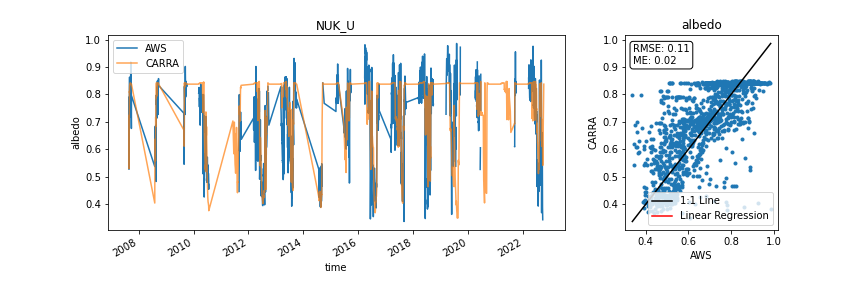 NUK_U
AWS
CARRA
albedo
1.0
0.9
0.8
0.7
0.6
0.5
0.4
2008
2010
2012
2014
2016
2018
2020
2022
time
albedo
RMSE: 0.11
ME: 0.02
CARRA
1.0
0.9
0.8
0.7
0.6
0.5
0.4
1:1 Line
Linear Regression
0.4
0.6
0.8
1.0
AWS